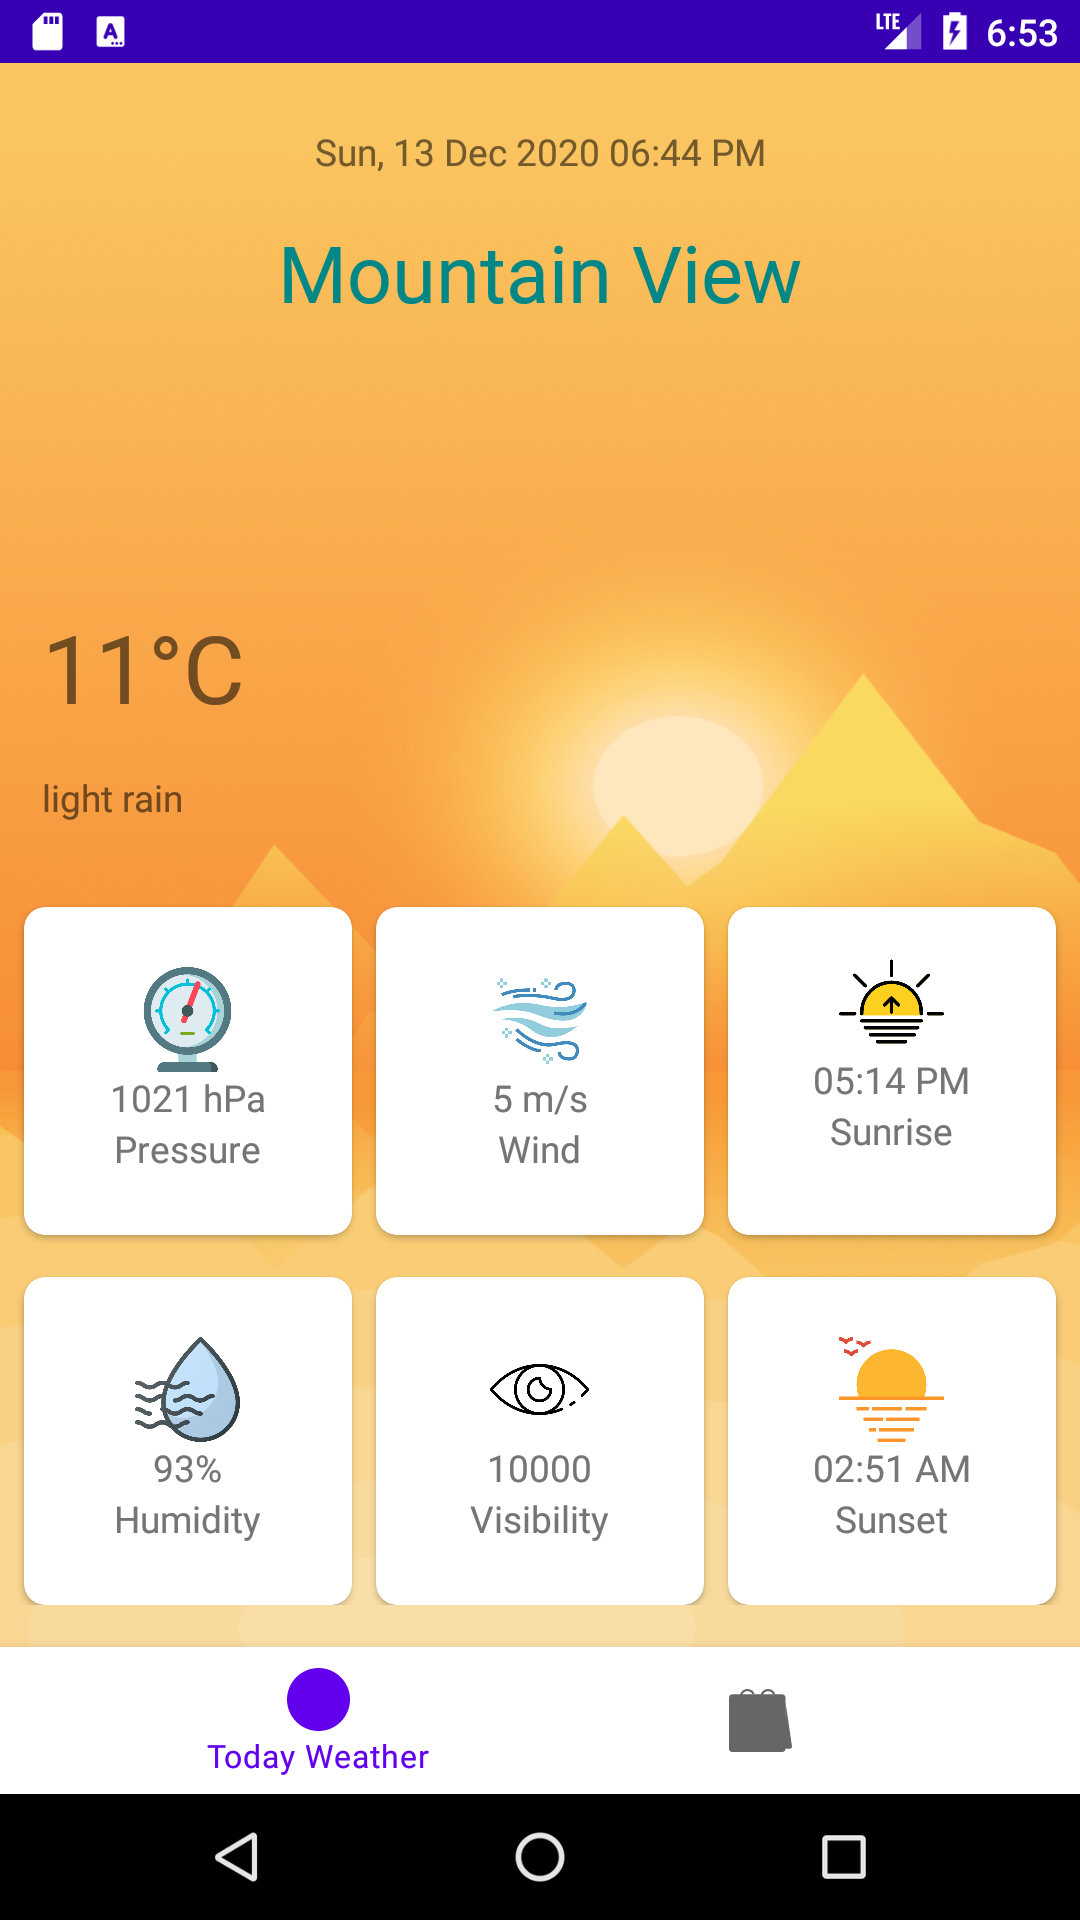 LTE 6:53
Sun, 13 Dec 2020 06:44 PM
Mountain View
11°C
light rain
1021 hPa
Pressure
5 m/s
Wind
05:14 PM
Sunrise
93%
Humidity
10000
Visibility
02:51 AM
Sunset
Today Weather